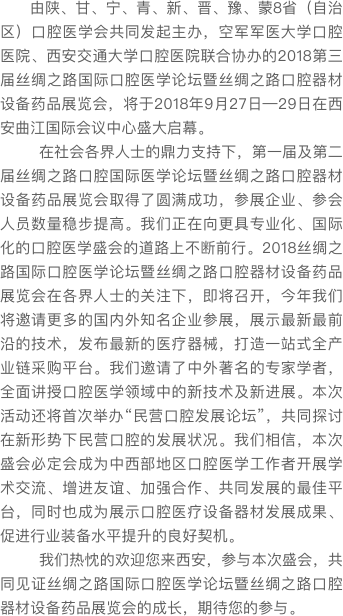 由陕、甘、宁、青、新、晋、豫、蒙8省（自治
区）口腔医学会共同发起主办，空军军医大学口腔
医院、西安交通大学口腔医院联合协办的2018第三
届丝绸之路国际口腔医学论坛暨丝绸之路口腔器材
设备药品展览会，将于2018年9月27日—29日在西
安曲江国际会议中心盛大启幕。
在社会各界人士的鼎力支持下，第一届及第二
届丝绸之路口腔国际医学论坛暨丝绸之路口腔器材
设备药品展览会取得了圆满成功，参展企业、参会
人员数量稳步提高。我们正在向更具专业化、国际
化的口腔医学盛会的道路上不断前行。2018丝绸之
路国际口腔医学论坛暨丝绸之路口腔器材设备药品
展览会在各界人士的关注下，即将召开，今年我们
将邀请更多的国内外知名企业参展，展示最新最前
沿的技术，发布最新的医疗器械，打造一站式全产
业链采购平台。我们邀请了中外著名的专家学者，
全面讲授口腔医学领域中的新技术及新进展。本次
活动还将首次举办“民营口腔发展论坛”，共同探讨
在新形势下民营口腔的发展状况。我们相信，本次
盛会必定会成为中西部地区口腔医学工作者开展学
术交流、增进友谊、加强合作、共同发展的最佳平
台，同时也成为展示口腔医疗设备器材发展成果、
促进行业装备水平提升的良好契机。
我们热忱的欢迎您来西安，参与本次盛会，共
同见证丝绸之路国际口腔医学论坛暨丝绸之路口腔
器材设备药品展览会的成长，期待您的参与。